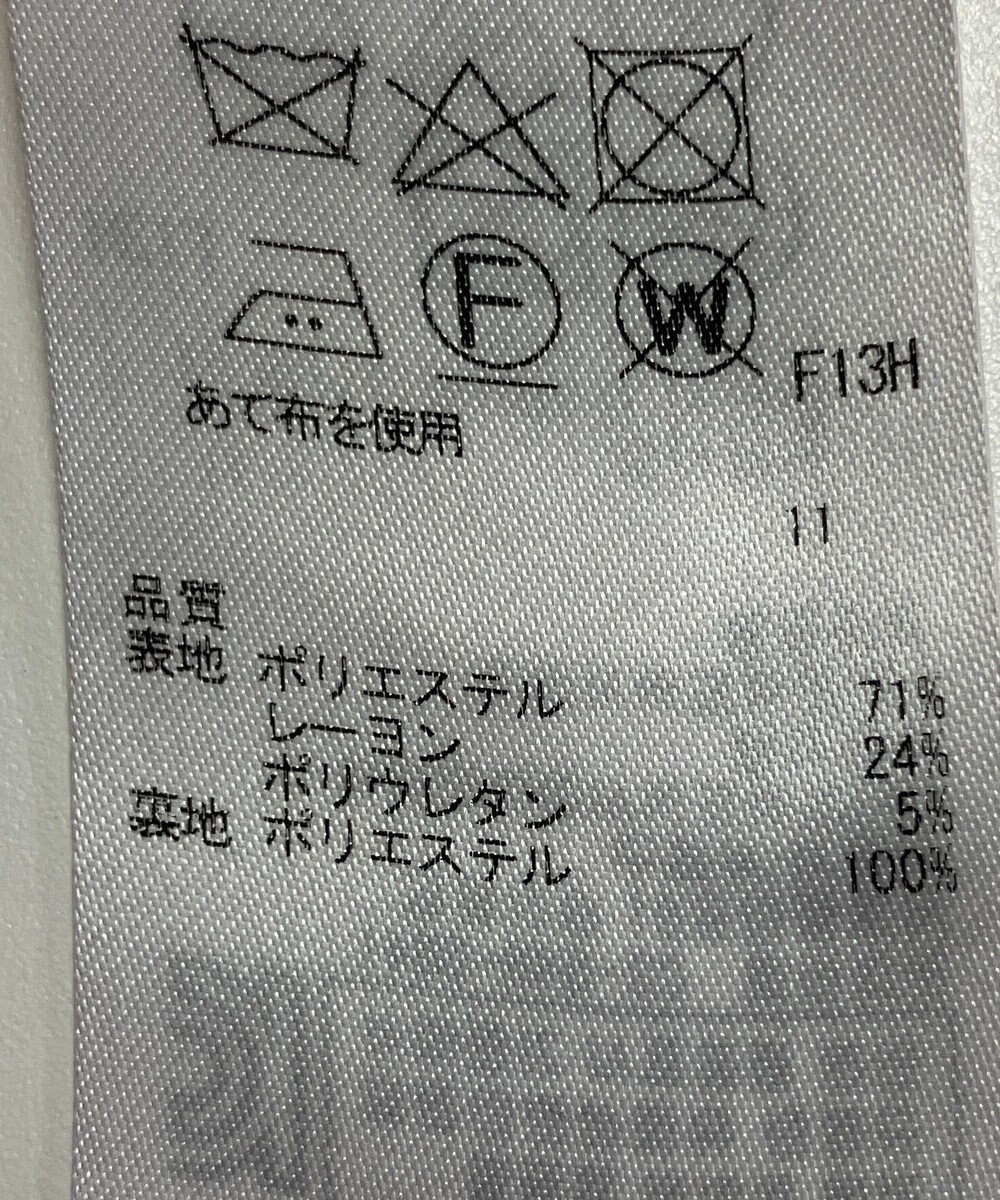 F
W
F13H
あて布を使用
11
品質
表地 ポリエステル 71%
レーヨン 24%
ポリウレタン 5%
裏地 ポリエステル 100%